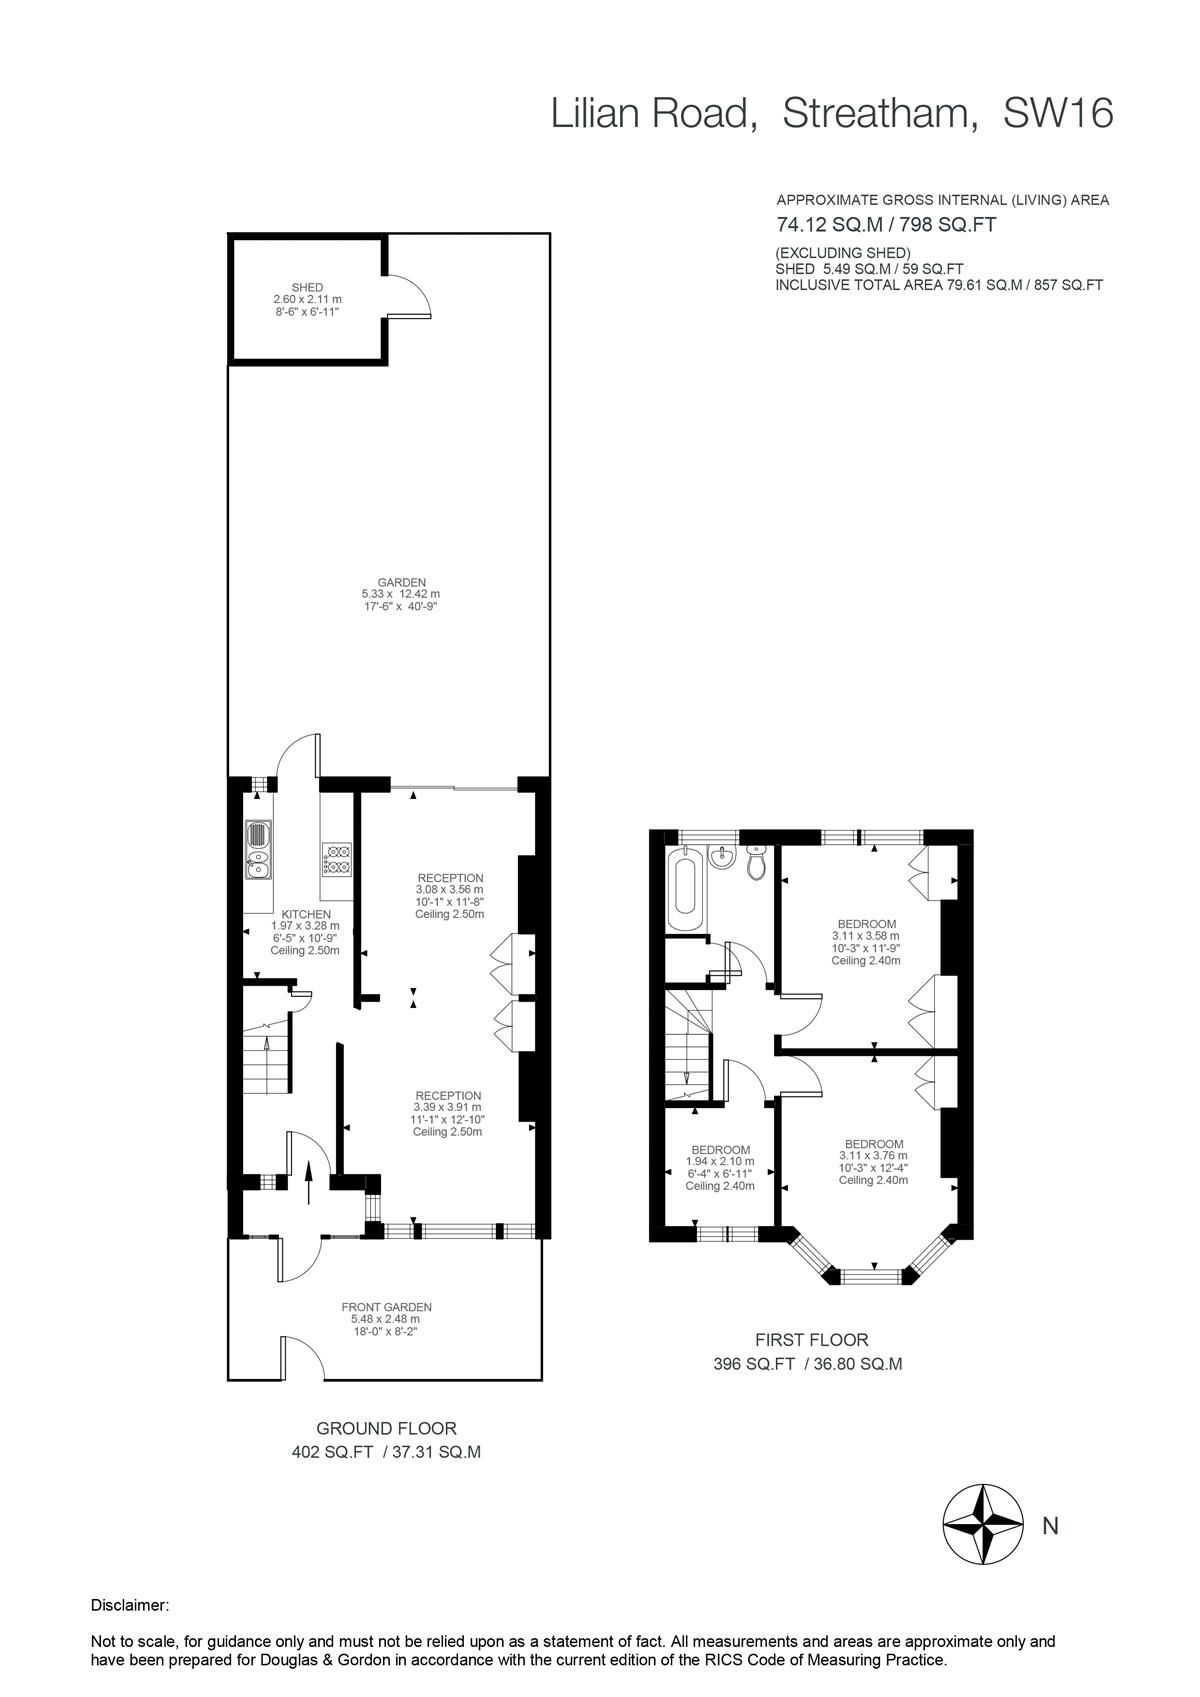 Lilian Road, Streatham, SW16
APPROXIMATE GROSS INTERNAL (LIVING) AREA
74.12 SQ.M / 798 SQ.FT
(EXCLUDING SHED)
SHED 5.49 SQ.M / 59 SQ.FT
INCLUSIVE TOTAL AREA 79.61 SQ.M / 857 SQ.FT
SHED
2.60 x 2.11 m
8'-6" x 6'-11"
GARDEN
5.33 x 12.42 m
17'-6" x 40'-9"
RECEPTION
3.08 x 3.56 m
10'-1" x 11'-8"
Ceiling 2.50m
KITCHEN
1.97 x 3.28 m
6'-5" x 10'-9"
Ceiling 2.50m
RECEPTION
3.39 x 3.91 m
11'-1" x 12'-10"
Ceiling 2.50m
FRONT GARDEN
5.48 x 2.48 m
18'-0" x 8'-2"
GROUND FLOOR
402 SQ.FT / 37.31 SQ.M
BEDROOM
3.11 x 3.58 m
10'-3" x 11'-9"
Ceiling 2.40m
BEDROOM
1.94 x 2.10 m
6'-4" x 6'-11"
Ceiling 2.40m
BEDROOM
3.11 x 3.76 m
10'-3" x 12'-4"
Ceiling 2.40m
FIRST FLOOR
396 SQ.FT / 36.80 SQ.M
N
Disclaimer:
Not to scale, for guidance only and must not be relied upon as a statement of fact. All measurements and areas are approximate only and
have been prepared for Douglas & Gordon in accordance with the current edition of the RICS Code of Measuring Practice.